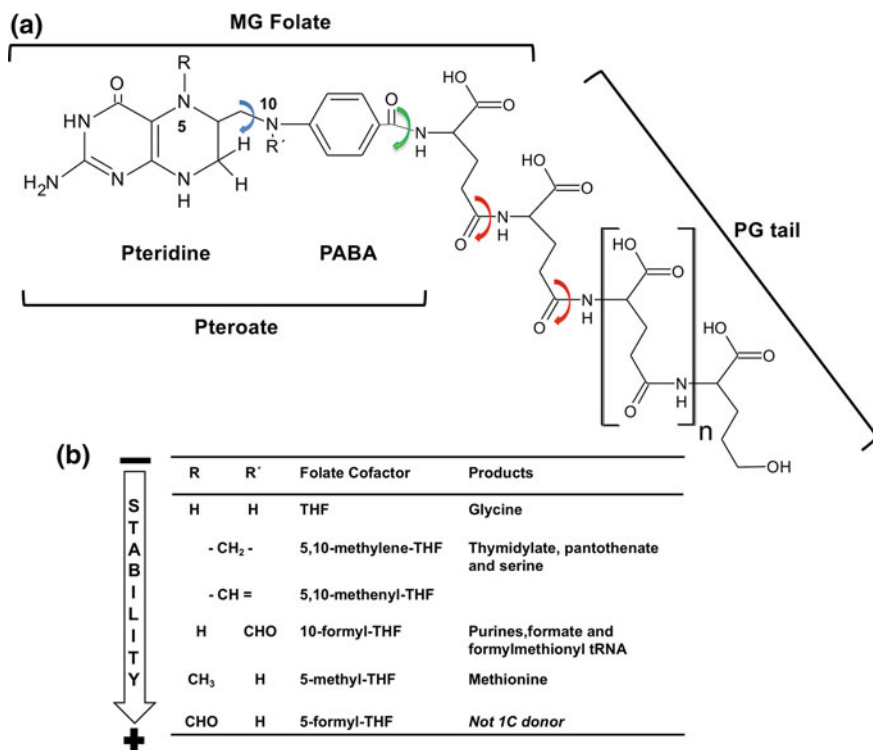 (a)
MG Folate
R
O
5
10
HN
N
N
R´
H
H
H₂N
N
N
H
O
N
H
HO
O
O
N
H
HO
O
O
N
H
HO
O
O
N
H
n
HO
O
OH
PG tail
Pteridine
PABA
Pteroate
(b)
STABILITY
R R´ Folate Cofactor Products
H H THF Glycine
- CH₂ - 5,10-methylene-THF Thymidylate, pantothenate
and serine
- CH = 5,10-methenyl-THF
H CHO 10-formyl-THF Purines,formate and
formylmethionyl tRNA
CH₃ H 5-methyl-THF Methionine
CHO H 5-formyl-THF Not 1C donor